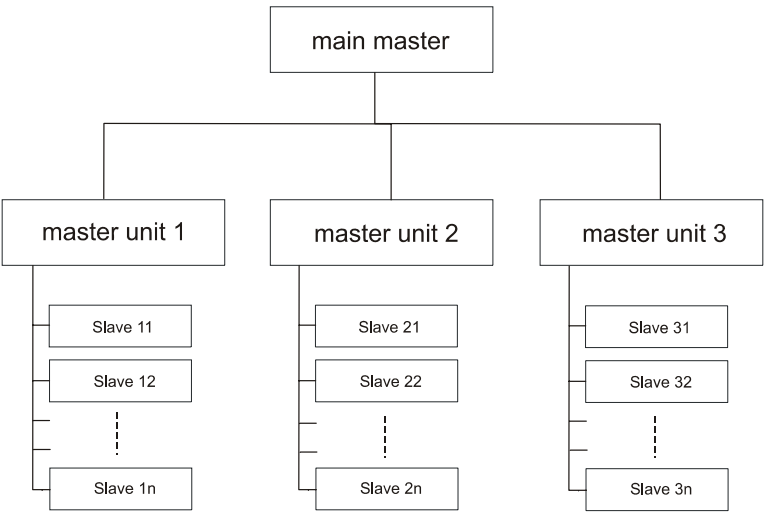 main master
master unit 1
master unit 2
master unit 3
Slave 11
Slave 21
Slave 31
Slave 12
Slave 22
Slave 32
Slave 1n
Slave 2n
Slave 3n